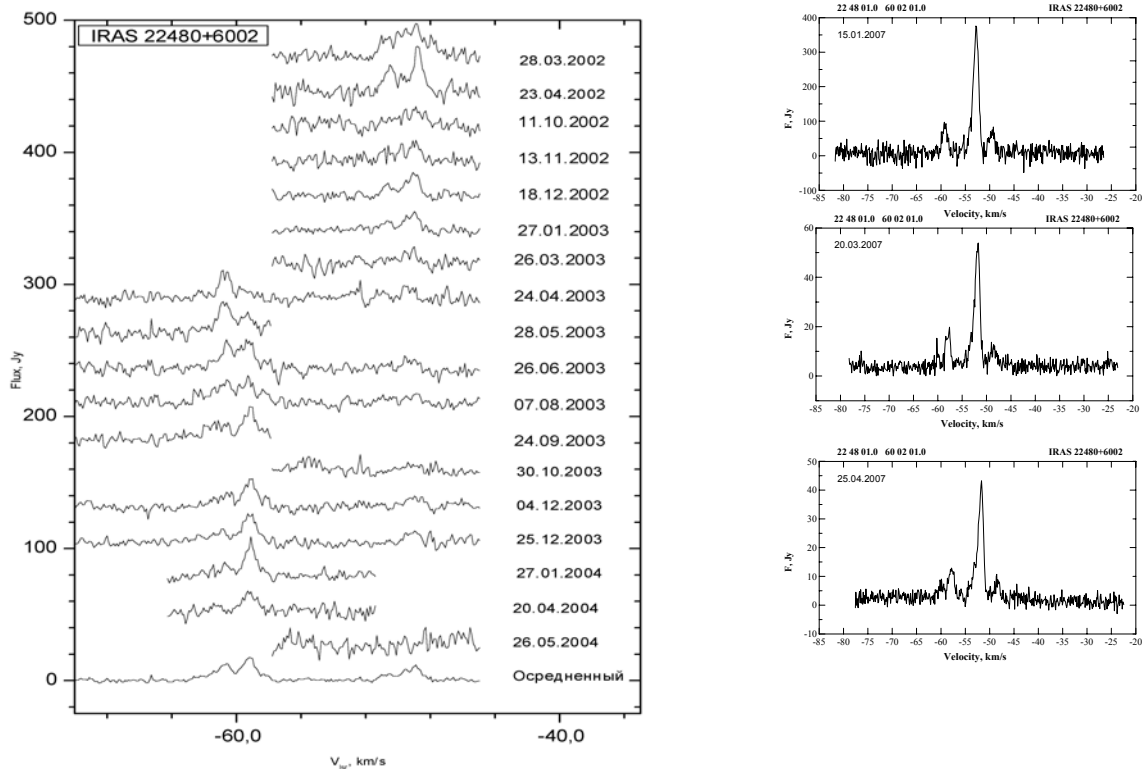 500
IRAS 22480+6002
28.03.2002
23.04.2002
11.10.2002
400
13.11.2002
18.12.2002
27.01.2003
26.03.2003
300
24.04.2003
28.05.2003
26.06.2003
07.08.2003
200
24.09.2003
30.10.2003
04.12.2003
100
25.12.2003
27.01.2004
20.04.2004
26.05.2004
0
Осредненный
Flux, Jy
-60,0 -40,0
V lsr, km/s
22 48 01.0 60 02 01.0 IRAS 22480+6002
15.01.2007
400
300
200
100
0
-100
F, Jy
-85 -80 -75 -70 -65 -60 -55 -50 -45 -40 -35 -30 -25 -20
Velocity, km/s
22 48 01.0 60 02 01.0 IRAS 22480+6002
20.03.2007
60
40
20
0
F, Jy
-85 -80 -75 -70 -65 -60 -55 -50 -45 -40 -35 -30 -25 -20
Velocity, km/s
22 48 01.0 60 02 01.0 IRAS 22480+6002
25.04.2007
50
40
30
20
10
0
-10
F, Jy
-85 -80 -75 -70 -65 -60 -55 -50 -45 -40 -35 -30 -25 -20
Velocity, km/s